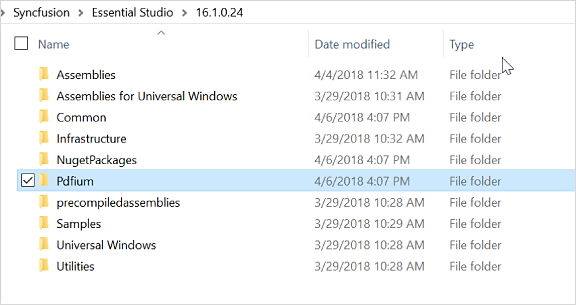 Syncfusion > Essential Studio > 16.1.0.24
Name Date modified Type
Assemblies 4/4/2018 11:32 AM File folder
Assemblies for Universal Windows 3/29/2018 10:31 AM File folder
Common 4/6/2018 4:07 PM File folder
Infrastructure 3/29/2018 10:32 AM File folder
NugetPackages 4/6/2018 4:07 PM File folder
Pdfium 4/6/2018 4:07 PM File folder
precompiledassemblies 3/29/2018 10:28 AM File folder
Samples 3/29/2018 10:29 AM File folder
Universal Windows 3/29/2018 10:28 AM File folder
Utilities 3/29/2018 10:28 AM File folder